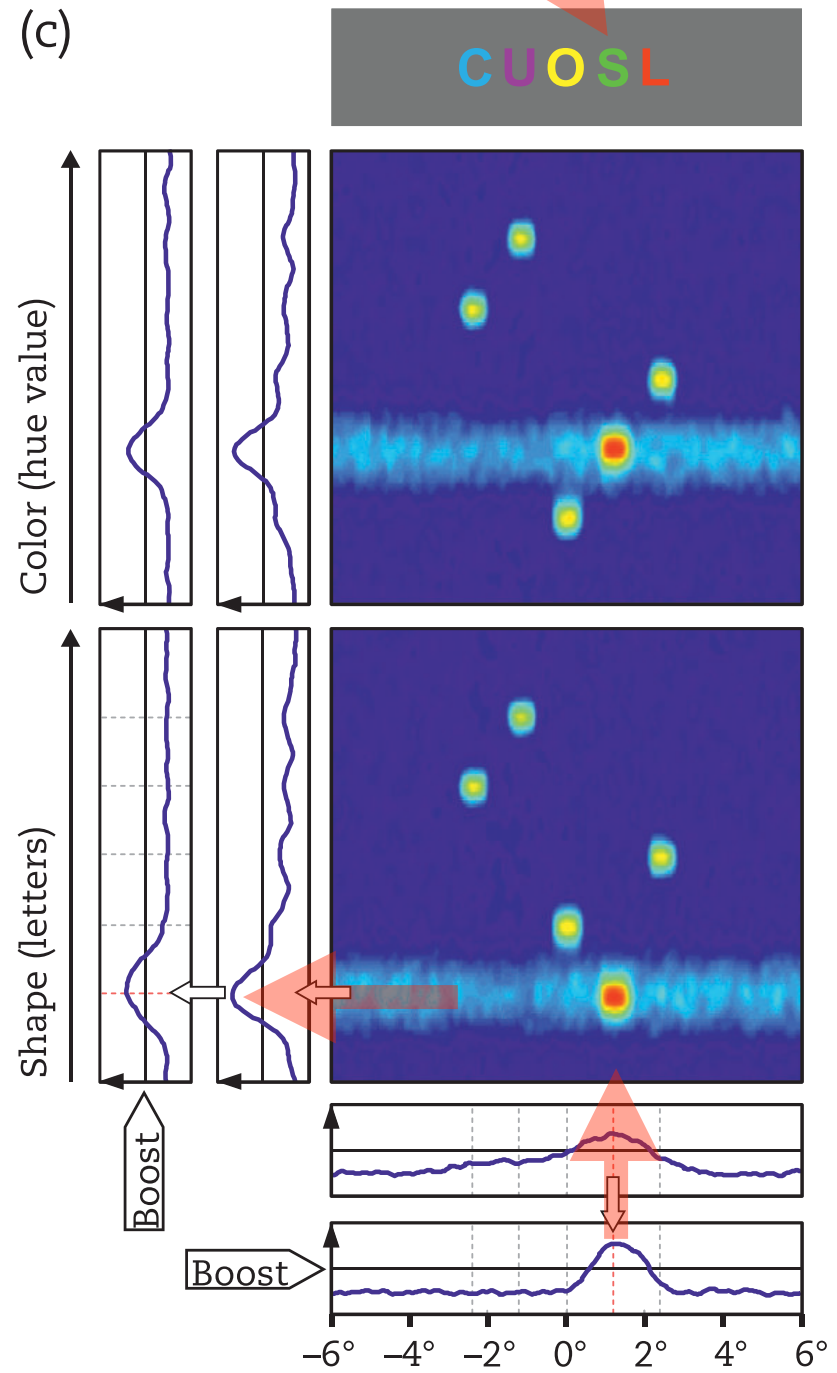 (c)
CUOSL
Color (hue value)
Shape (letters)
Boost
Boost
–6° –4° –2° 0° 2° 4° 6°